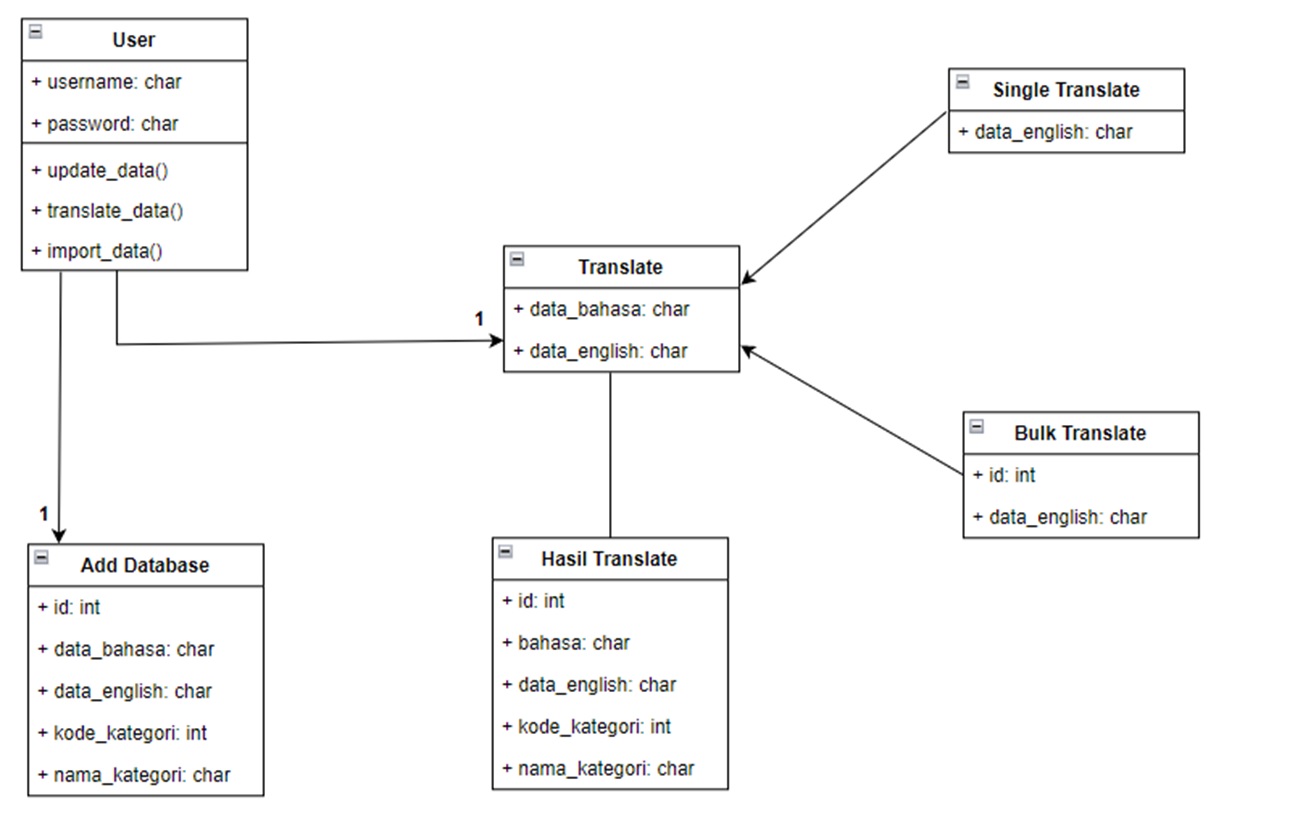 User
+ username: char
+ password: char
+ update_data()
+ translate_data()
+ import_data()
Single Translate
+ data_english: char
Translate
+ data_bahasa: char
+ data_english: char
1
Bulk Translate
+ id: int
+ data_english: char
1
Add Database
+ id: int
+ data_bahasa: char
+ data_english: char
+ kode_kategori: int
+ nama_kategori: char
Hasil Translate
+ id: int
+ bahasa: char
+ data_english: char
+ kode_kategori: int
+ nama_kategori: char